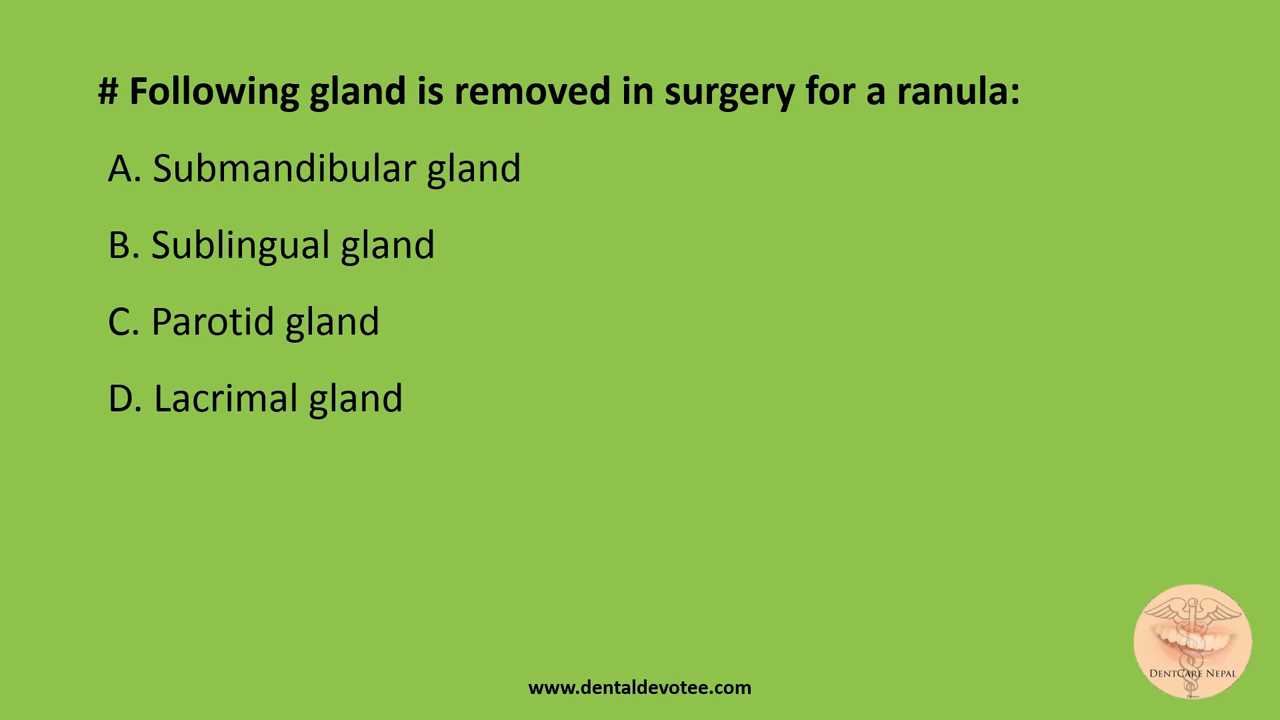 # Following gland is removed in surgery for a ranula:
A. Submandibular gland
B. Sublingual gland
C. Parotid gland
D. Lacrimal gland
DentCare Nepal
www.dentaldevotee.com